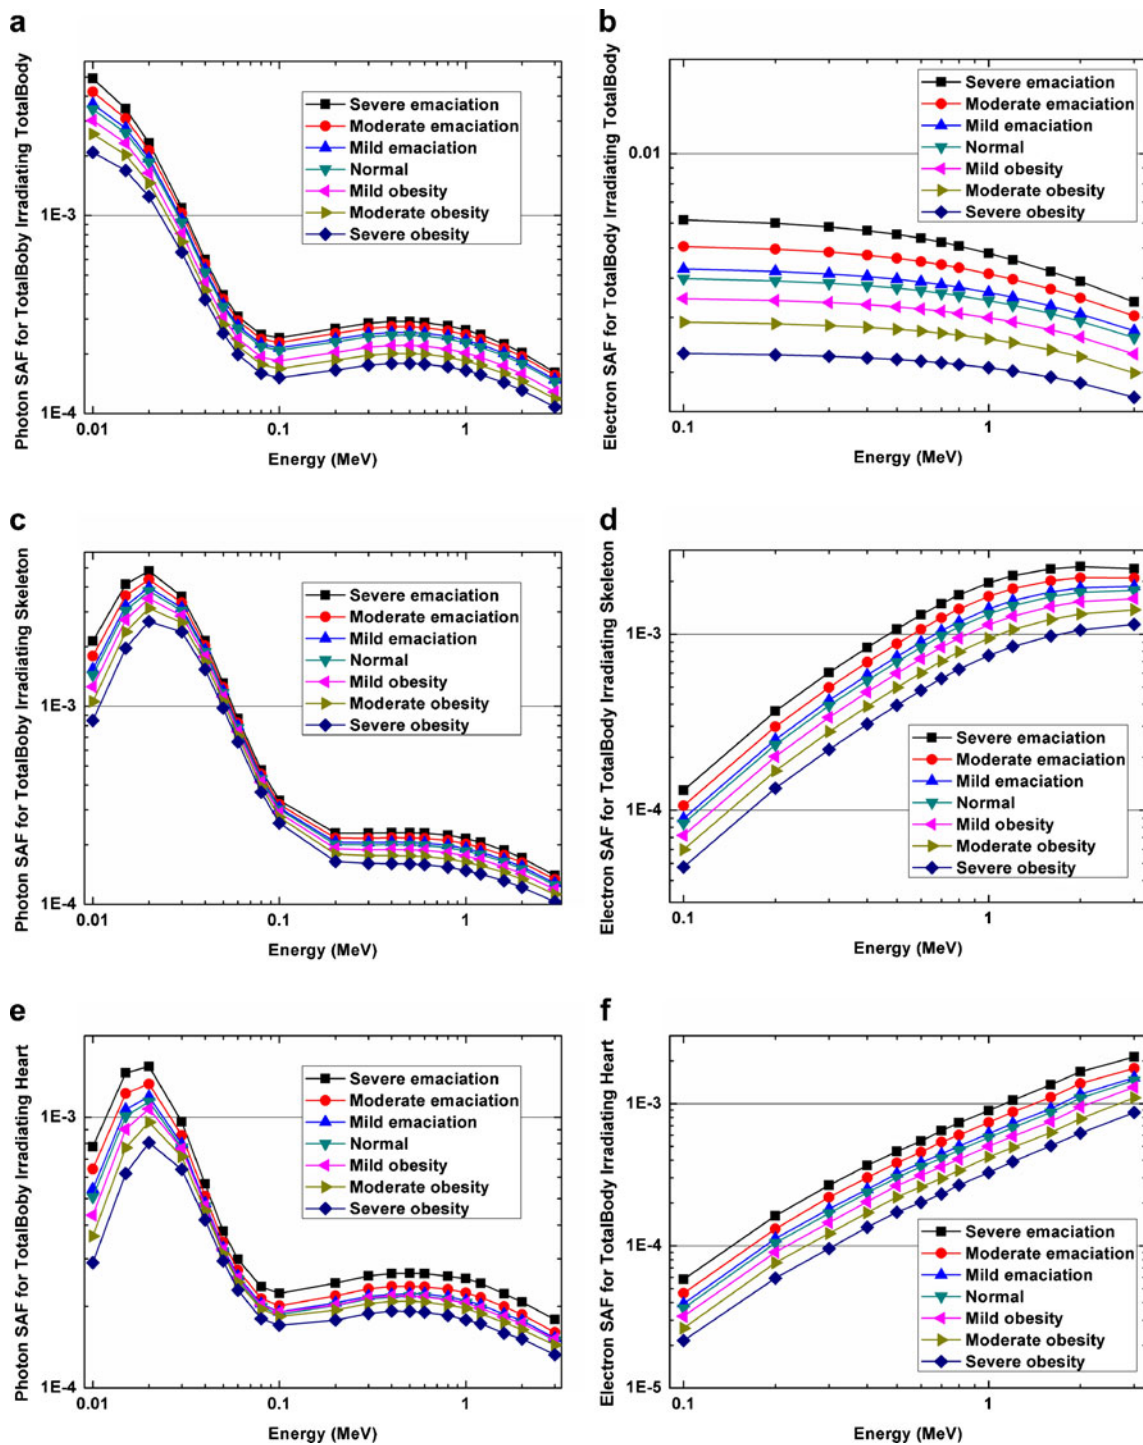 a
Photon SAF for TotalBoby Irradiating TotalBody
1E-3
1E-4
0.01
0.1
1
Energy (MeV)
Severe emaciation
Moderate emaciation
Mild emaciation
Normal
Mild obesity
Moderate obesity
Severe obesity
b
Electron SAF for TotalBody Irradiating TotalBody
0.01
0.1
1
Energy (MeV)
Severe emaciation
Moderate emaciation
Mild emaciation
Normal
Mild obesity
Moderate obesity
Severe obesity
c
Photon SAF for TotalBoby Irradiating Skeleton
1E-3
1E-4
0.01
0.1
1
Energy (MeV)
Severe emaciation
Moderate emaciation
Mild emaciation
Normal
Mild obesity
Moderate obesity
Severe obesity
d
Electron SAF for TotalBody Irradiating Skeleton
1E-3
1E-4
0.1
1
Energy (MeV)
Severe emaciation
Moderate emaciation
Mild emaciation
Normal
Mild obesity
Moderate obesity
Severe obesity
e
Photon SAF for TotalBoby Irradiating Heart
1E-3
1E-4
0.01
0.1
1
Energy (MeV)
Severe emaciation
Moderate emaciation
Mild emaciation
Normal
Mild obesity
Moderate obesity
Severe obesity
f
Electron SAF for TotalBody Irradiating Heart
1E-3
1E-4
1E-5
0.1
1
Energy (MeV)
Severe emaciation
Moderate emaciation
Mild emaciation
Normal
Mild obesity
Moderate obesity
Severe obesity